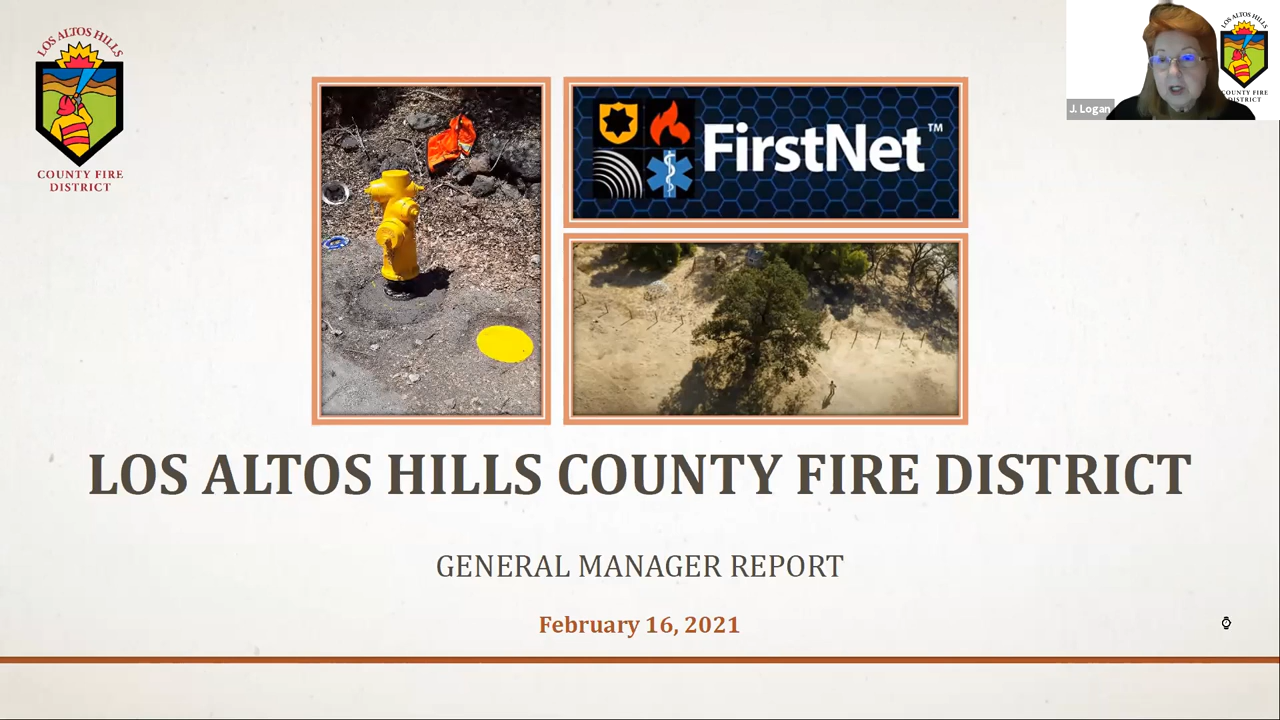 LOS ALTOS HILLS
COUNTY FIRE
DISTRICT
FirstNet™
J. Logan
LOS ALTOS HILLS
COUNTY FIRE
DISTRICT
LOS ALTOS HILLS COUNTY FIRE DISTRICT
GENERAL MANAGER REPORT
February 16, 2021